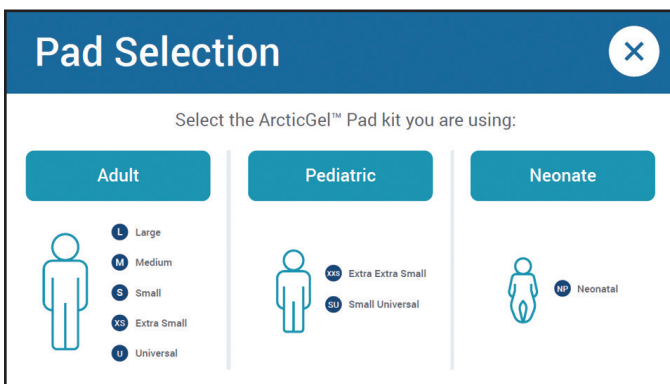 Pad Selection
Select the ArcticGel™ Pad kit you are using:
Adult
L Large
M Medium
S Small
XS Extra Small
U Universal
Pediatric
XXS Extra Extra Small
SU Small Universal
Neonate
NP Neonatal